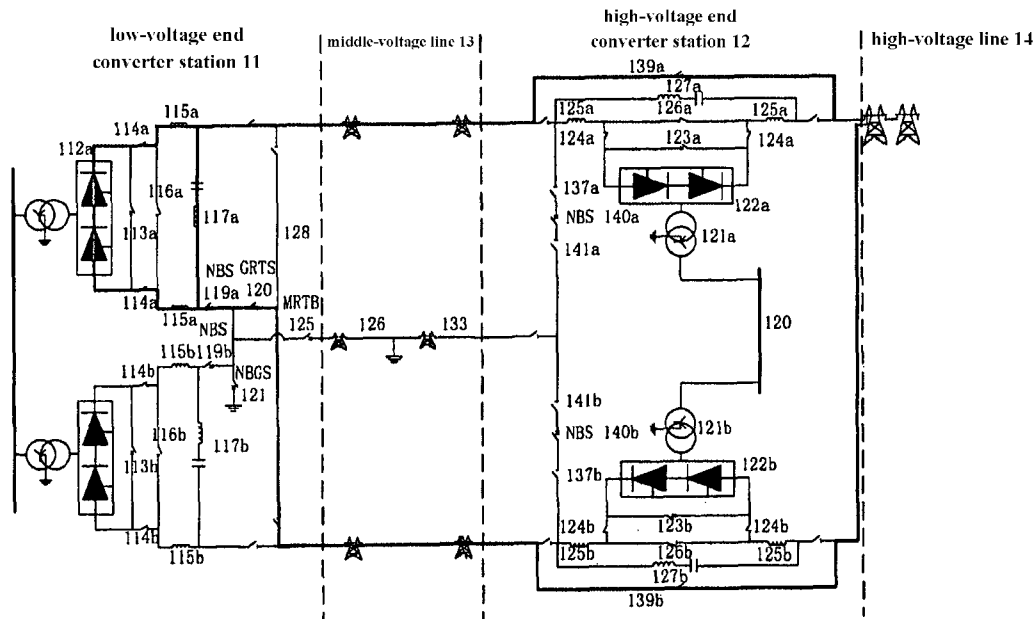 low-voltage end
converter station 11
middle-voltage line 13
high-voltage end
converter station 12
high-voltage line 14
139a
127a
115a
125a
126a
125a
114a
124a
123a
124a
112a
116a
137a
122a
117a
NBS 140a
113a
128
141a
121a
NBS
GRTS
119a
120
114a
MRTB
115a
NBS
125
126
133
120
115b
119b
114b
NBGS
121
141b
116b
117b
NBS 140b
121b
113b
137b
122b
124b
123b
124b
114b
125b
126b
125b
115b
127b
139b